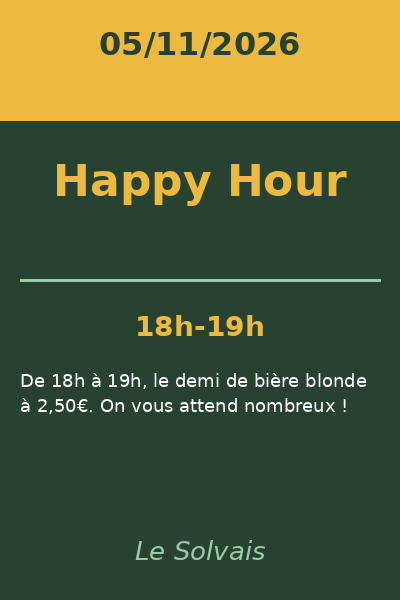 05/11/2026
Happy Hour
18h-19h
De 18h à 19h, le demi de bière blonde
à 2,50€. On vous attend nombreux !
Le Solvais